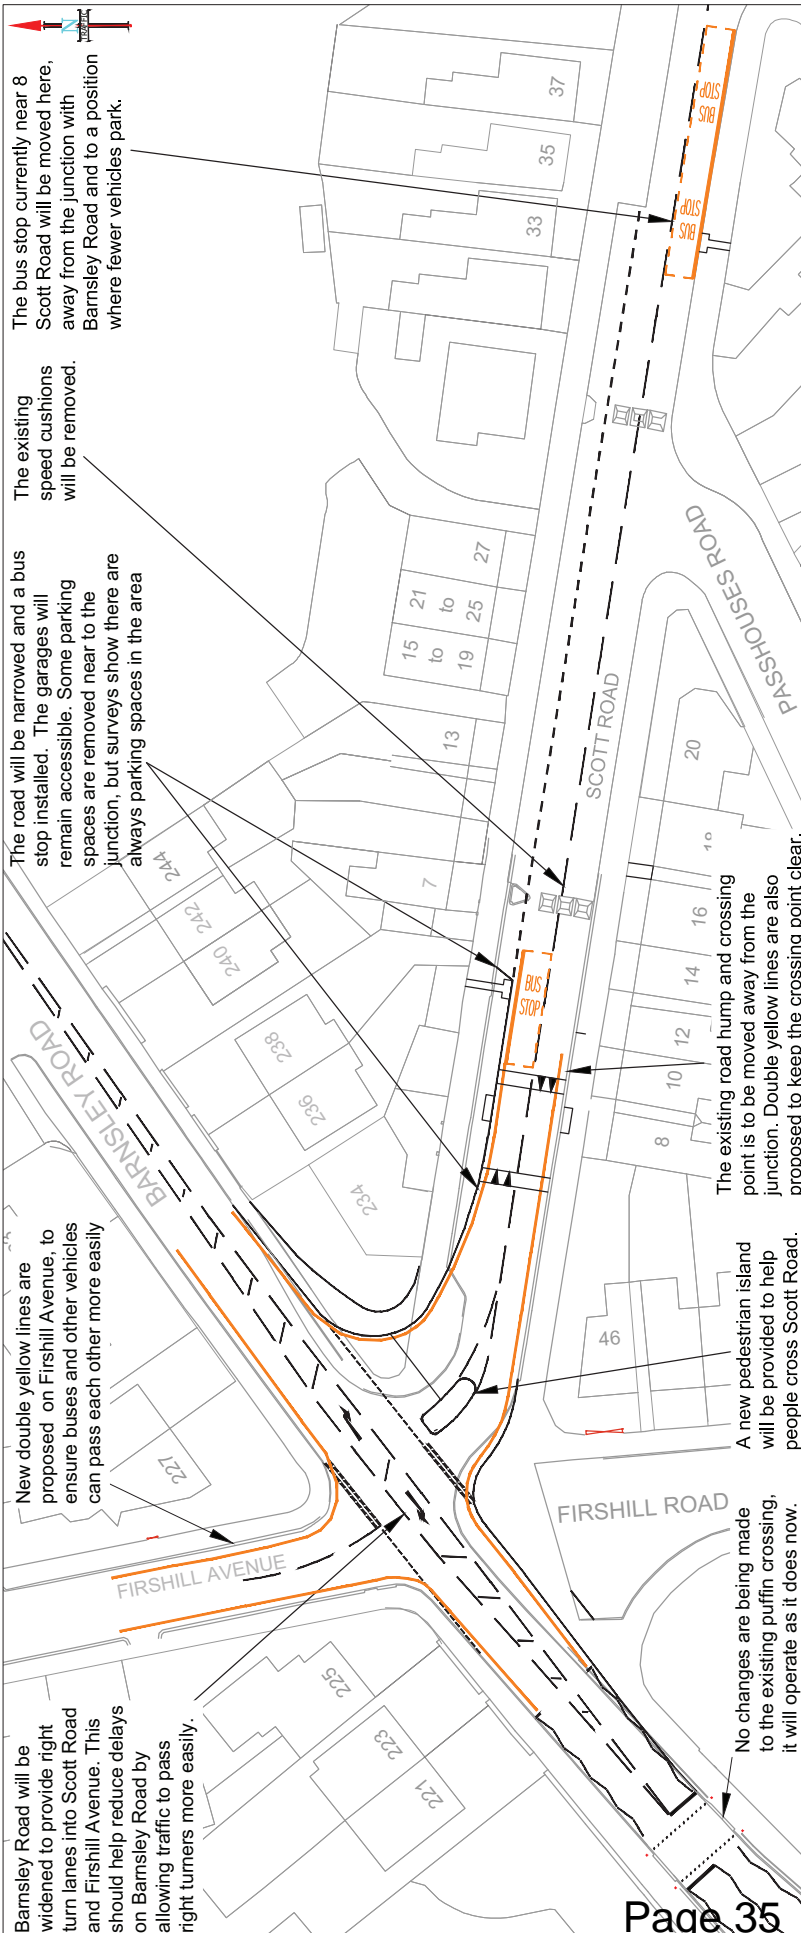 Barnsley Road will be
widened to provide right
turn lanes into Scott Road
and Firshill Avenue. This
should help reduce delays
on Barnsley Road by
allowing traffic to pass
right turners more easily.
New double yellow lines are
proposed on Firshill Avenue, to
ensure buses and other vehicles
can pass each other more easily
The road will be narrowed and a bus
stop installed. The garages will
remain accessible. Some parking
spaces are removed near to the
junction, but surveys show there are
always parking spaces in the area
The existing
speed cushions
will be removed.
The bus stop currently near 8
Scott Road will be moved here,
away from the junction with
Barnsley Road and to a position
where fewer vehicles park.
N
TRAFFIC
BARNSLEY ROAD
FIRSHILL AVENUE
227
225
223
221
244
242
240
238
236
234
7
13
15
to
19
21
to
25
27
33
35
37
BUS
STOP
BUS
STOP
BUS
STOP
SCOTT ROAD
PASSHOUSES ROAD
FIRSHILL ROAD
46
8
10
12
14
16
20
No changes are being made
to the existing puffin crossing,
it will operate as it does now.
A new pedestrian island
will be provided to help
people cross Scott Road.
The existing road hump and crossing
point is to be moved away from the
junction. Double yellow lines are also
proposed to keep the crossing point clear.
Page 35